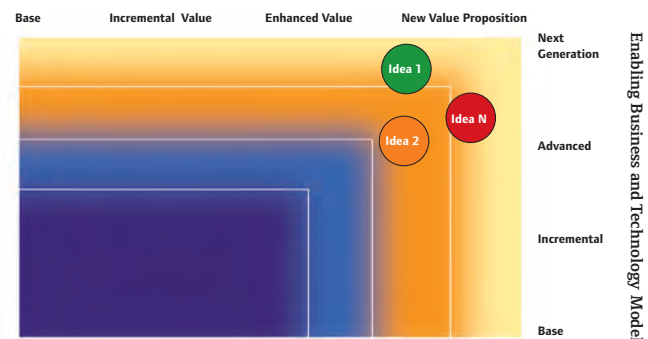 Base Incremental Value Enhanced Value New Value Proposition
Next
Generation
Idea 1
Idea N
Idea 2
Advanced
Incremental
Base
Enabling Business and Technology Model